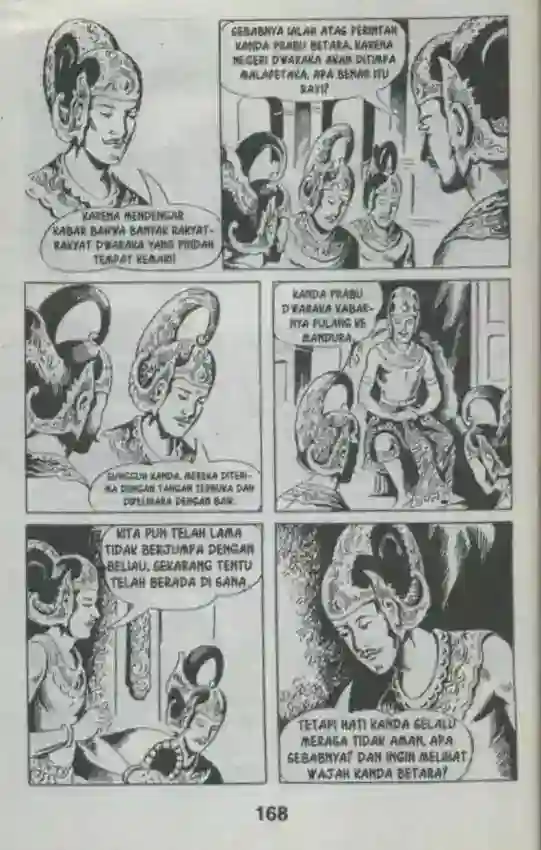 KARENA MENDENGAR
KABAR BAHWA BANYAK RAKYAT-
RAKYAT DWARAKA YANG PINDAH
TEMPAT KEMARI!
SEBABNYA IALAH ATAS PERINTAH
KANDA PRABU BETARA, KARENA
NEGERI DWARAKA AKAN DITIMPA
MALAPETAKA, APA BENAR ITU
RAYI?
SUNGGUH KANDA, MEREKA DITERI-
MA DENGAN TANGAN TERBUKA DAN
DIPELIHARA DENGAN BAIK.
KANDA PRABU
DWARAKA KABAR-
NYA PULANG KE
MANDURA.
KITA PUN TELAH LAMA
TIDAK BERJUMPA DENGAN
BELIAU, SEKARANG TENTU
TELAH BERADA DI SANA.
TETAPI HATI KANDA SELALU
MERASA TIDAK AMAN, APA
SEBABNYA? DAN INGIN MELIHAT
WAJAH KANDA BETARA?
168